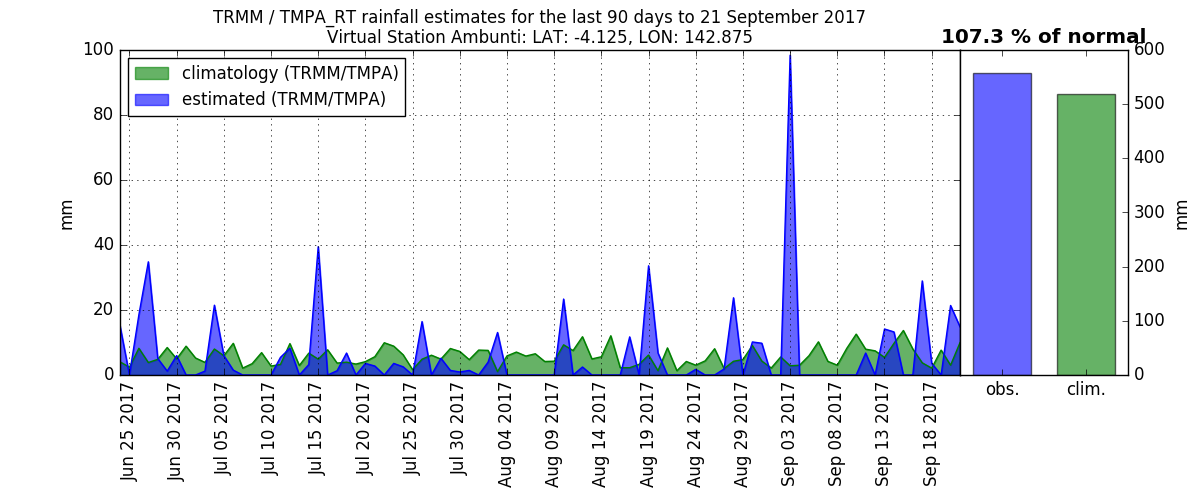 TRMM / TMPA_RT rainfall estimates for the last 90 days to 21 September 2017
Virtual Station Ambunti: LAT: -4.125, LON: 142.875
107.3 % of normal
climatology (TRMM/TMPA)
estimated (TRMM/TMPA)
100
80
60
40
20
0
mm
Jun 25 2017
Jun 30 2017
Jul 05 2017
Jul 10 2017
Jul 15 2017
Jul 20 2017
Jul 25 2017
Jul 30 2017
Aug 04 2017
Aug 09 2017
Aug 14 2017
Aug 19 2017
Aug 24 2017
Aug 29 2017
Sep 03 2017
Sep 08 2017
Sep 13 2017
Sep 18 2017
obs.
clim.
600
500
400
300
200
100
0
mm